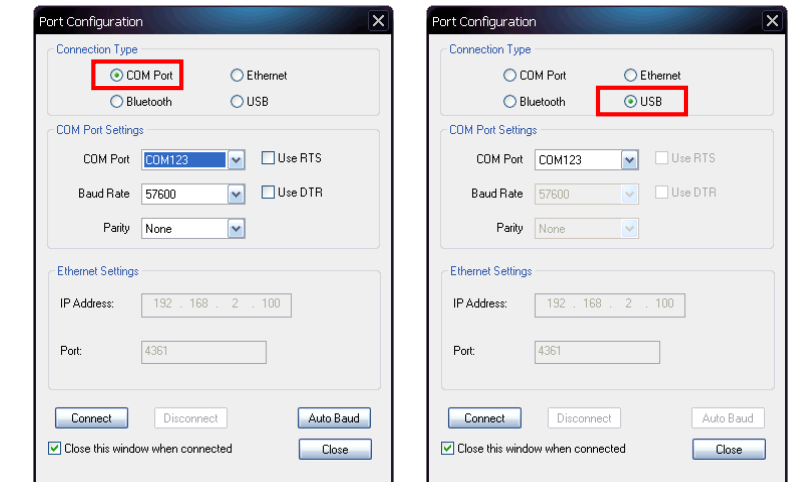 Port Configuration
Connection Type
COM Port
Ethernet
Bluetooth
USB
COM Port Settings
COM Port COM123 Use RTS
Baud Rate 57600 Use DTR
Parity None
Ethernet Settings
IP Address: 192 . 168 . 2 . 100
Port: 4361
Connect Disconnect Auto Baud
Close this window when connected Close
Port Configuration
Connection Type
COM Port
Ethernet
Bluetooth
USB
COM Port Settings
COM Port COM123 Use RTS
Baud Rate 57600 Use DTR
Parity None
Ethernet Settings
IP Address: 192 . 168 . 2 . 100
Port: 4361
Connect Disconnect Auto Baud
Close this window when connected Close